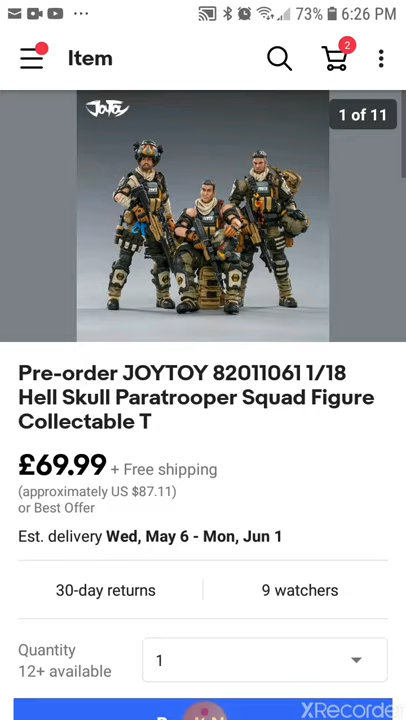 73% 6:26 PM
Item
2
JOYTOY
1 of 11
Pre-order JOYTOY 82011061 1/18
Hell Skull Paratrooper Squad Figure
Collectable T
£69.99 + Free shipping
(approximately US $87.11)
or Best Offer
Est. delivery Wed, May 6 - Mon, Jun 1
30-day returns
9 watchers
Quantity
12+ available
1
XRecorder